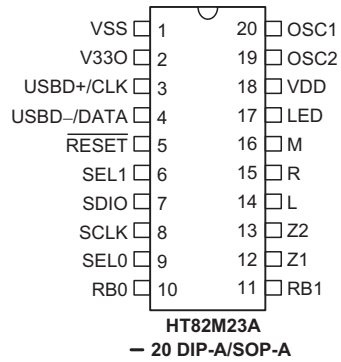 VSS 1 20 OSC1
V33O 2 19 OSC2
USBD+/CLK 3 18 VDD
USBD–/DATA 4 17 LED
RESET 5 16 M
SEL1 6 15 R
SDIO 7 14 L
SCLK 8 13 Z2
SEL0 9 12 Z1
RB0 10 11 RB1
HT82M23A
– 20 DIP-A/SOP-A